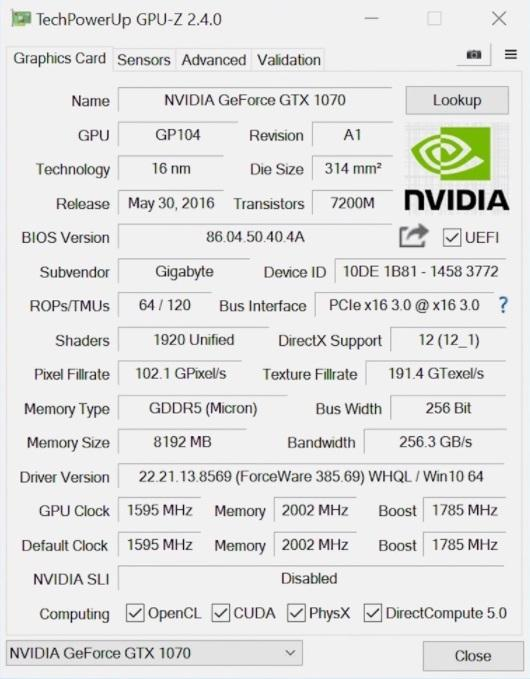 TechPowerUp GPU-Z 2.4.0
Graphics Card Sensors Advanced Validation
Name NVIDIA GeForce GTX 1070 Lookup
GPU GP104 Revision A1
Technology 16 nm Die Size 314 mm²
Release May 30, 2016 Transistors 7200M
NVIDIA
BIOS Version 86.04.50.40.4A UEFI
Subvendor Gigabyte Device ID 10DE 1B81 - 1458 3772
ROPs/TMUs 64 / 120 Bus Interface PCIe x16 3.0 @ x16 3.0 ?
Shaders 1920 Unified DirectX Support 12 (12_1)
Pixel Fillrate 102.1 GPixel/s Texture Fillrate 191.4 GTexel/s
Memory Type GDDR5 (Micron) Bus Width 256 Bit
Memory Size 8192 MB Bandwidth 256.3 GB/s
Driver Version 22.21.13.8569 (ForceWare 385.69) WHQL / Win10 64
GPU Clock 1595 MHz Memory 2002 MHz Boost 1785 MHz
Default Clock 1595 MHz Memory 2002 MHz Boost 1785 MHz
NVIDIA SLI Disabled
Computing OpenCL CUDA PhysX DirectCompute 5.0
NVIDIA GeForce GTX 1070 Close